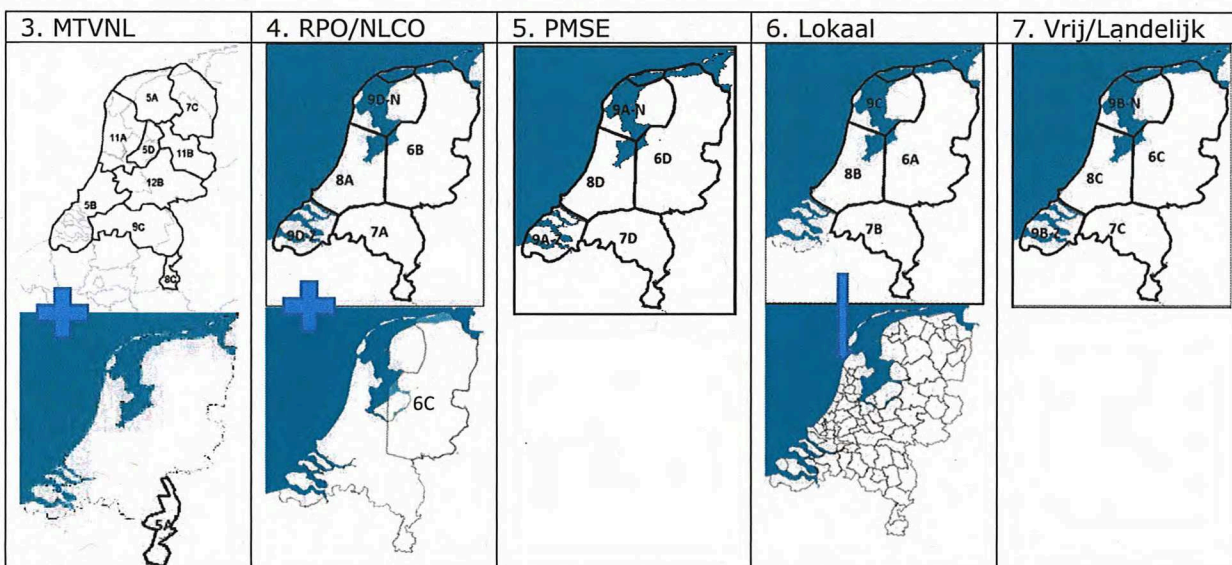 3. MTVNL
5A
7C
11A
5D
11B
12B
5B
9C
8C
5A
4. RPO/NLCO
9D-N
6B
8A
9D-Z
7A
6C
5. PMSE
9A-N
6D
8D
9A-Z
7D
6. Lokaal
9C
6A
8B
7B
7. Vrij/Landelijk
9B-N
6C
8C
9B-Z
7C